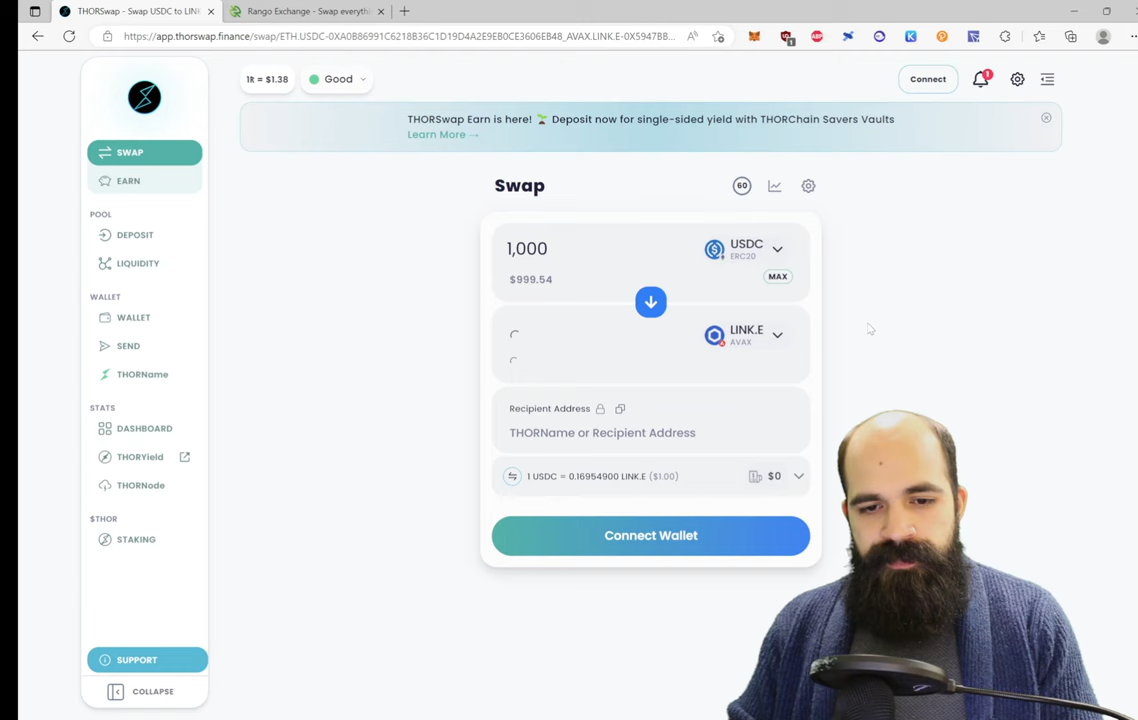 THORSwap - Swap USDC to LINK
Rango Exchange - Swap everythi
https://app.thorswap.finance/swap/ETH.USDC-0XA0B86991C6218B36C1D19D4A2E9EB0CE3606EB48_AVAX.LINK.E-0X5947BB...
1ᚱ = $1.38
Good
Connect
1
THORSwap Earn is here! 🌱 Deposit now for single-sided yield with THORChain Savers Vaults
Learn More →
SWAP
EARN
POOL
DEPOSIT
LIQUIDITY
WALLET
WALLET
SEND
THORName
STATS
DASHBOARD
THORYield
THORNode
$THOR
STAKING
SUPPORT
COLLAPSE
Swap
60
1,000
USDC
ERC20
$999.54
MAX
LINK.E
AVAX
Recipient Address
THORName or Recipient Address
1 USDC = 0.16954900 LINK.E ($1.00)
$0
Connect Wallet